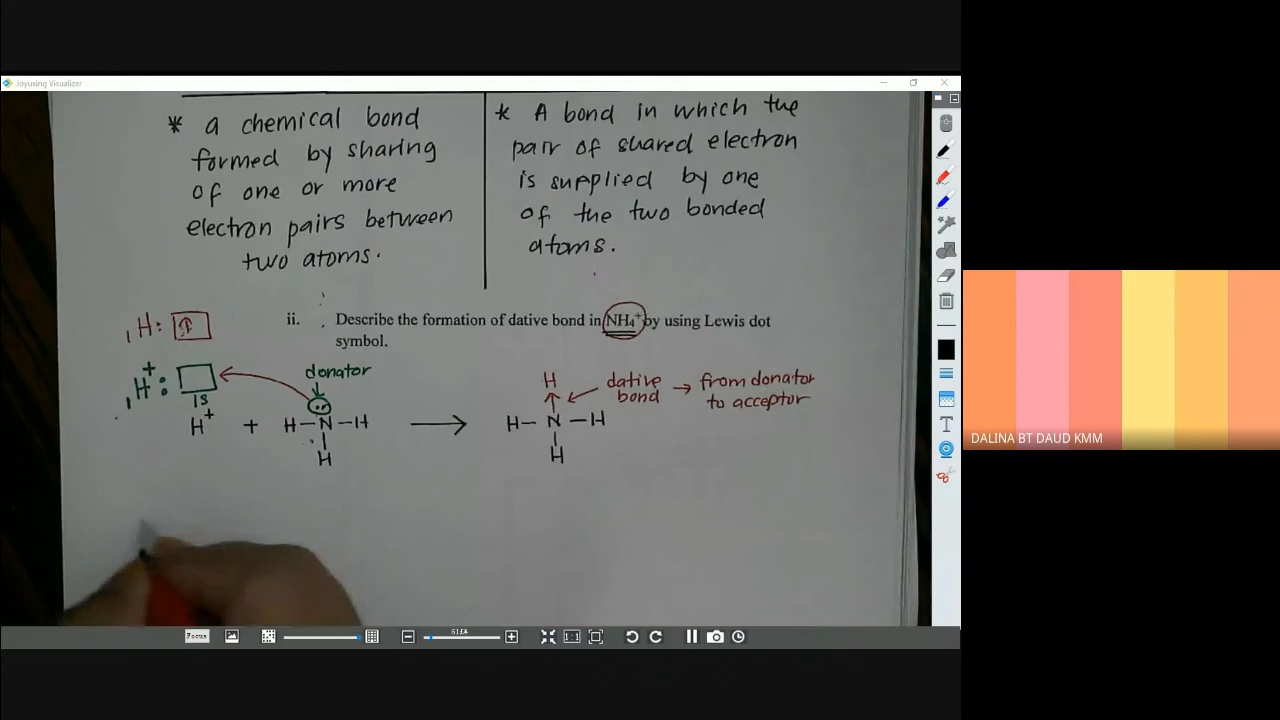 Joyusing Visualizer
* a chemical bond
formed by sharing
of one or more
electron pairs between
two atoms.
* A bond in which the
pair of shared electron
is supplied by one
of the two bonded
atoms.
ii. Describe the formation of dative bond in NH₄⁺ by using Lewis dot
symbol.
₁H: ↑
₁H⁺:
1s
donator
H⁺ + H—N—H
H
H
H—N—H
H
dative
bond → from donator
to acceptor
DALINA BT DAUD KMM
Focus
1:1
T